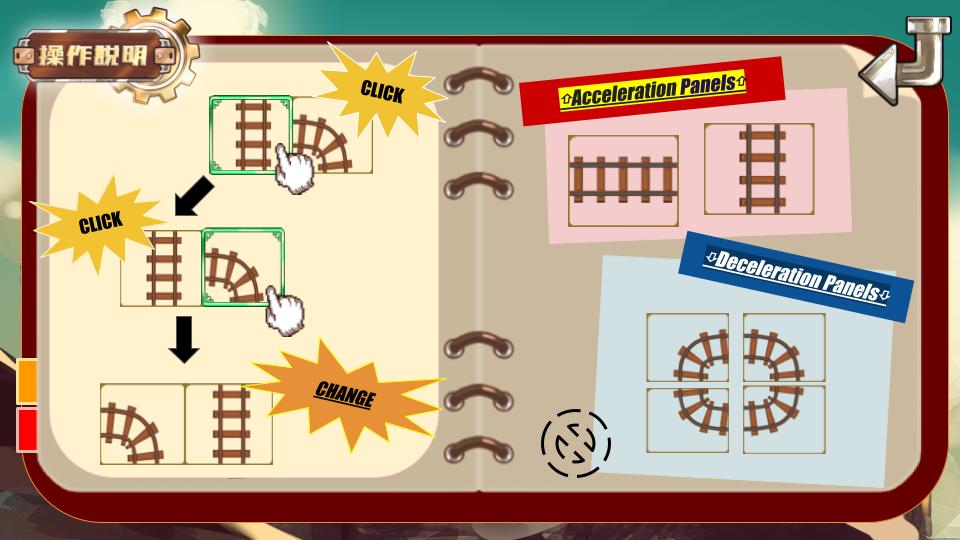 操作説明
CLICK
CLICK
CHANGE
⇧Acceleration Panels⇧
⇩Deceleration Panels⇩